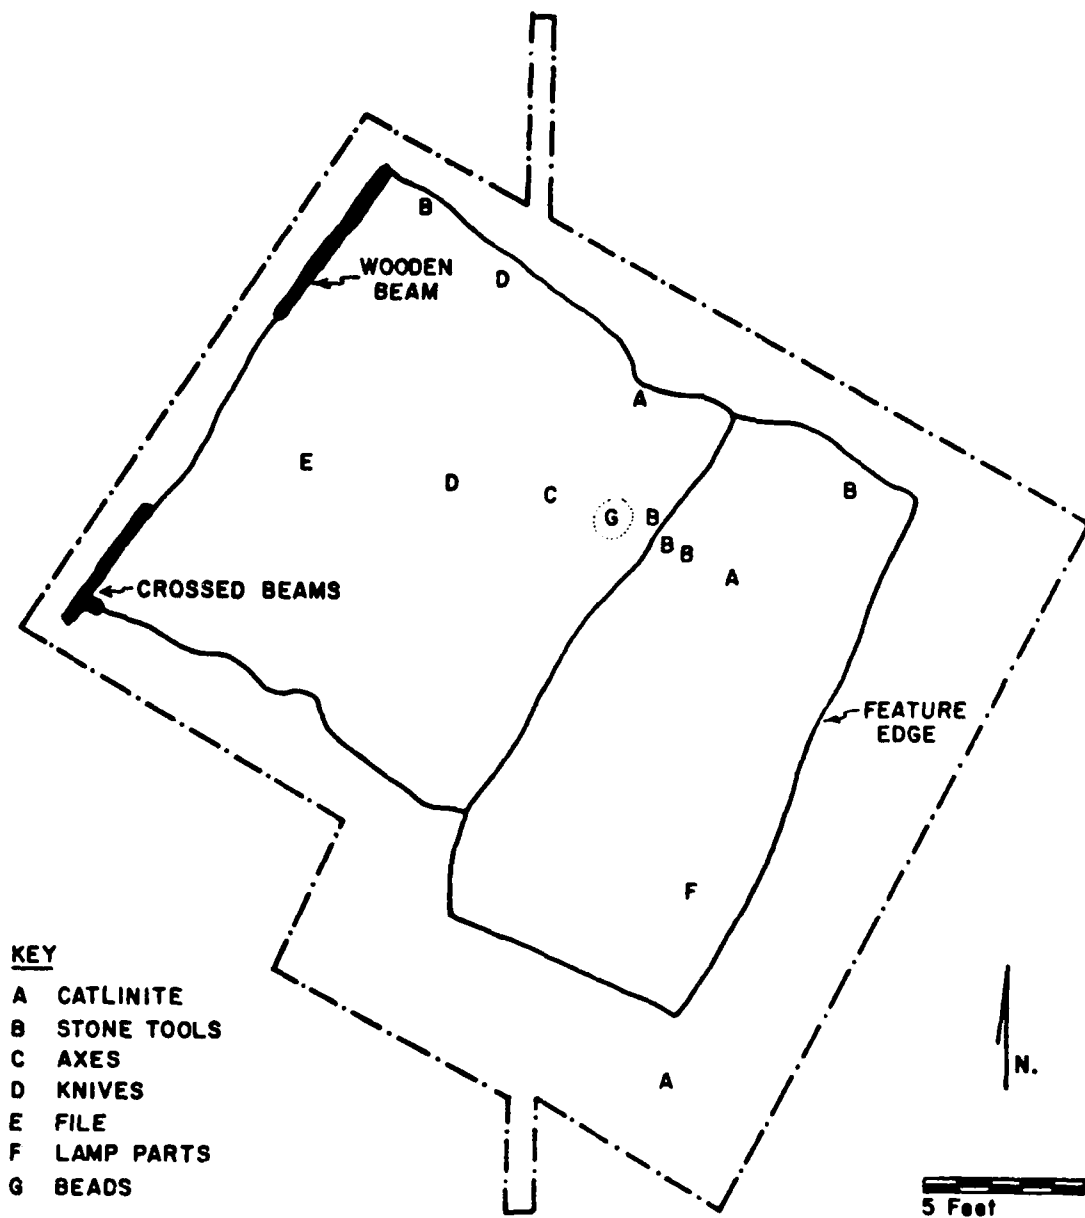 B
WOODEN
BEAM
D
A
E
D
C
G
B
B
B
B
A
CROSSED BEAMS
FEATURE
EDGE
F
A
KEY
A CATLINITE
B STONE TOOLS
C AXES
D KNIVES
E FILE
F LAMP PARTS
G BEADS
N.
5 Feet